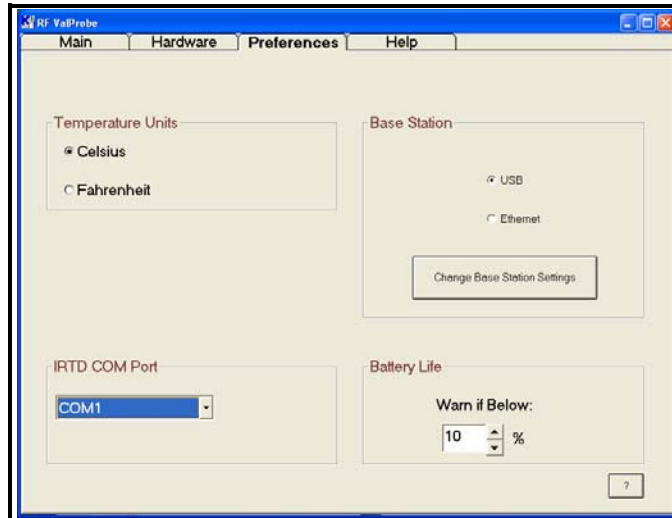 RF ValProbe
Main Hardware Preferences Help
Temperature Units
Celsius
Fahrenheit
Base Station
USB
Ethernet
Change Base Station Settings
IRTD COM Port
COM1
Battery Life
Warn if Below:
10 %
?